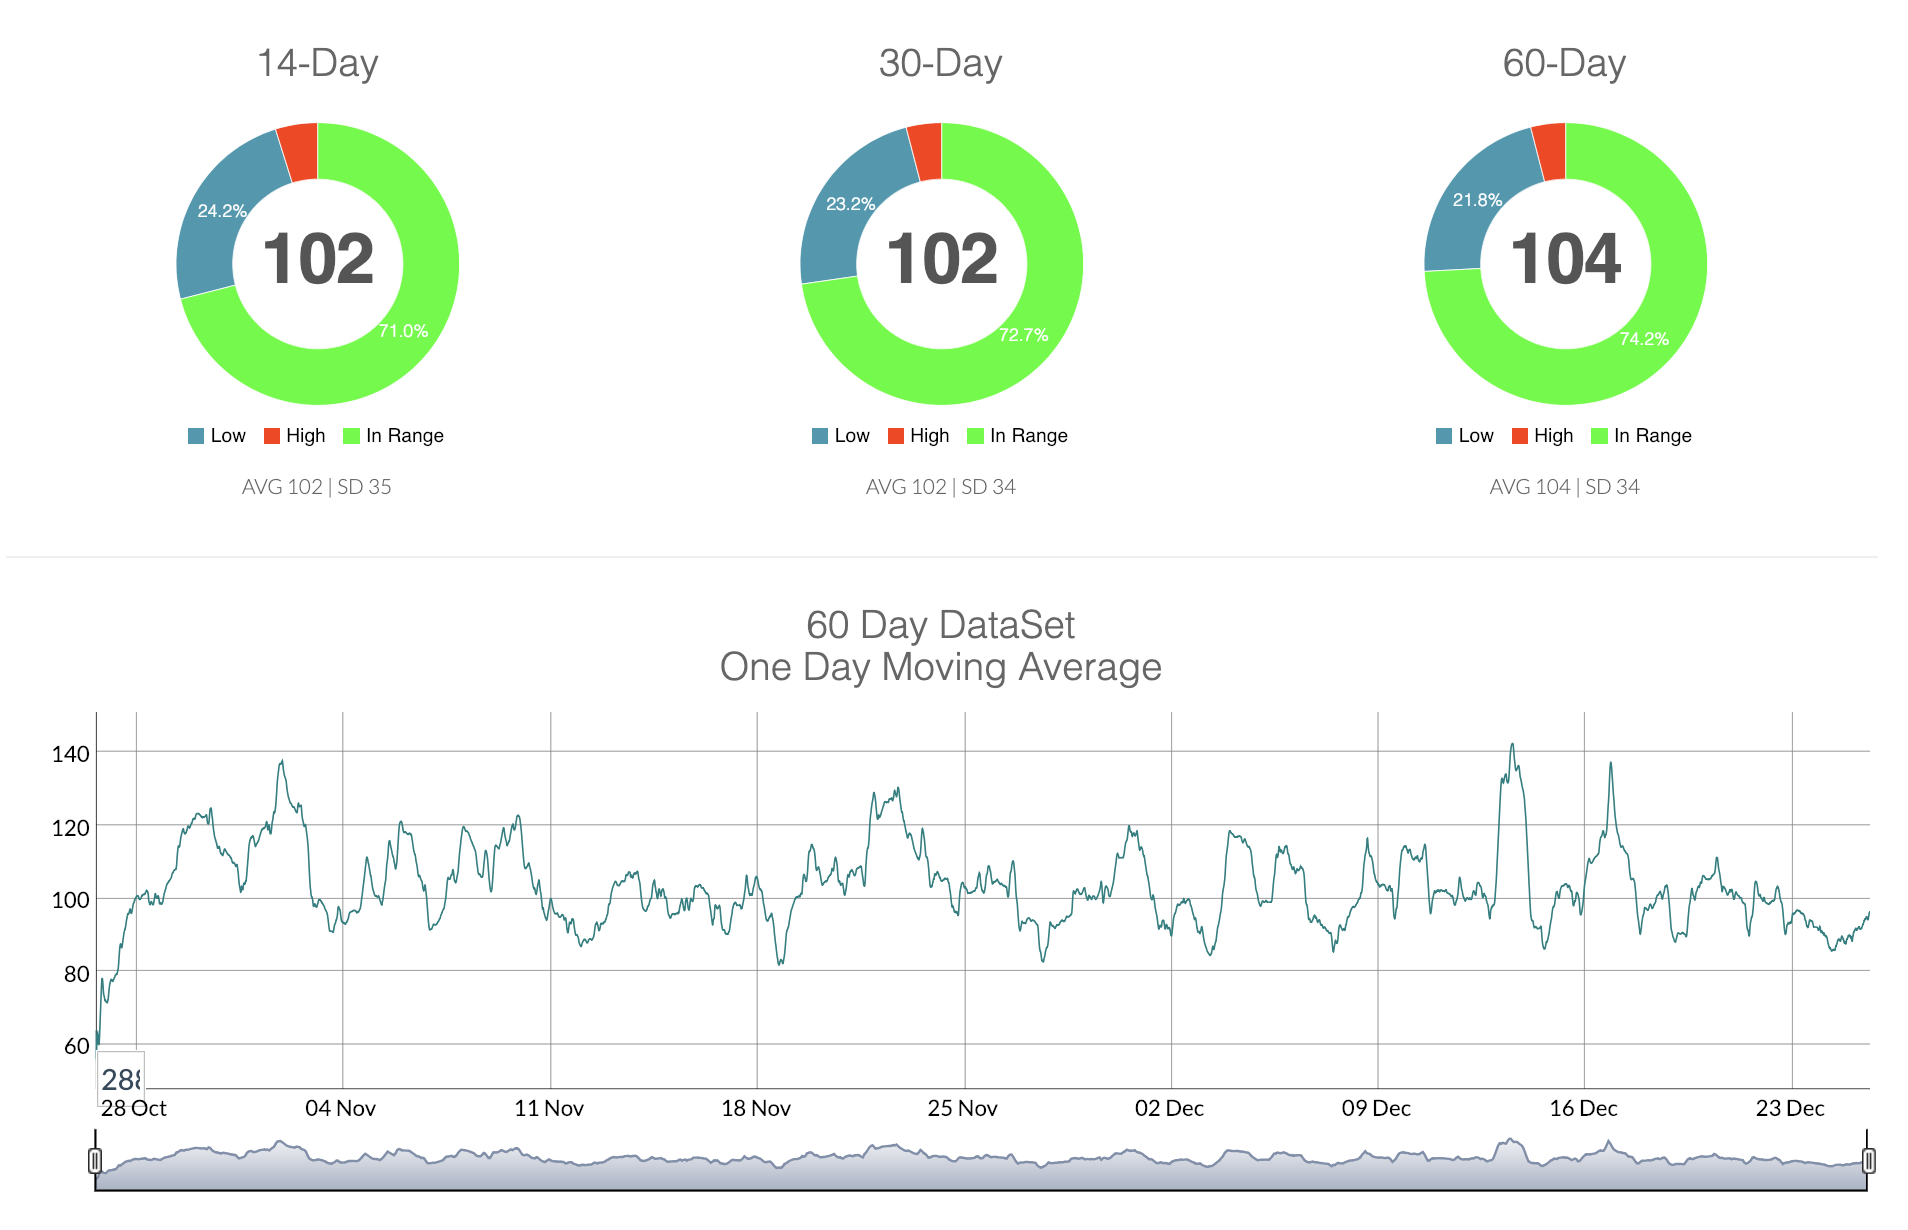 14-Day
30-Day
60-Day
24.2%
102
71.0%
23.2%
102
72.7%
21.8%
104
74.2%
Low High In Range
Low High In Range
Low High In Range
AVG 102 | SD 35
AVG 102 | SD 34
AVG 104 | SD 34
60 Day DataSet
One Day Moving Average
140
120
100
80
60
28 Oct 04 Nov 11 Nov 18 Nov 25 Nov 02 Dec 09 Dec 16 Dec 23 Dec